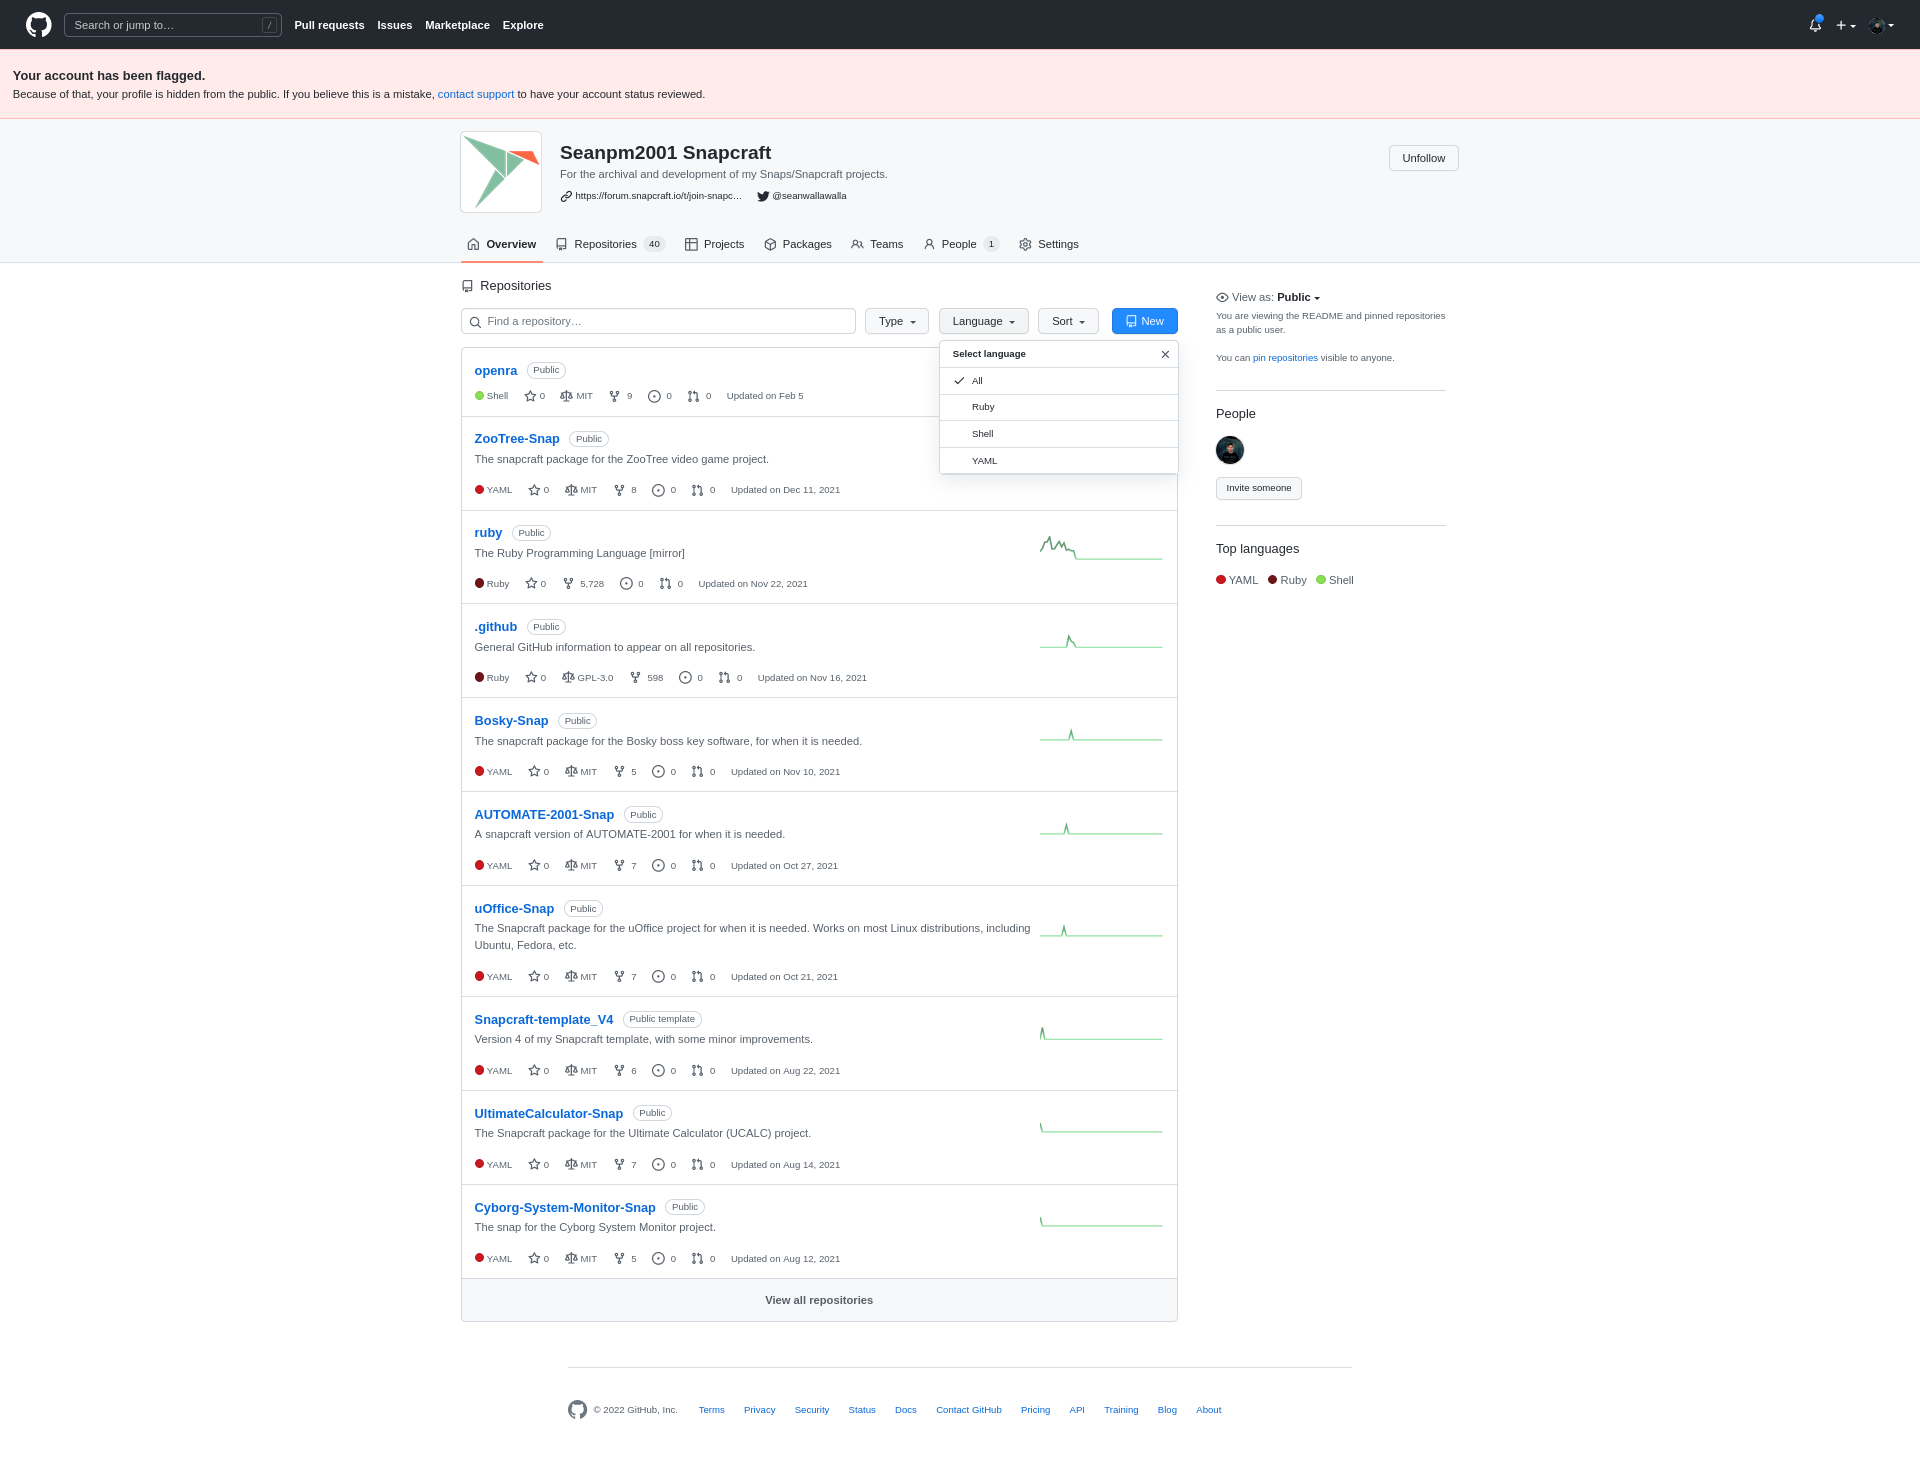 Search or jump to… /
Pull requests Issues Marketplace Explore
Your account has been flagged.
Because of that, your profile is hidden from the public. If you believe this is a mistake, contact support to have your account status reviewed.
Seanpm2001 Snapcraft
For the archival and development of my Snaps/Snapcraft projects.
https://forum.snapcraft.io/t/join-snapc… @seanwallawalla
Unfollow
Overview Repositories 40 Projects Packages Teams People 1 Settings
Repositories
Find a repository… Type Language Sort New
Select language
All
Ruby
Shell
YAML
openra Public
Shell 0 MIT 9 0 0 Updated on Feb 5
ZooTree-Snap Public
The snapcraft package for the ZooTree video game project.
YAML 0 MIT 8 0 0 Updated on Dec 11, 2021
ruby Public
The Ruby Programming Language [mirror]
Ruby 0 5,728 0 0 Updated on Nov 22, 2021
.github Public
General GitHub information to appear on all repositories.
Ruby 0 GPL-3.0 598 0 0 Updated on Nov 16, 2021
Bosky-Snap Public
The snapcraft package for the Bosky boss key software, for when it is needed.
YAML 0 MIT 5 0 0 Updated on Nov 10, 2021
AUTOMATE-2001-Snap Public
A snapcraft version of AUTOMATE-2001 for when it is needed.
YAML 0 MIT 7 0 0 Updated on Oct 27, 2021
uOffice-Snap Public
The Snapcraft package for the uOffice project for when it is needed. Works on most Linux distributions, including
Ubuntu, Fedora, etc.
YAML 0 MIT 7 0 0 Updated on Oct 21, 2021
Snapcraft-template_V4 Public template
Version 4 of my Snapcraft template, with some minor improvements.
YAML 0 MIT 6 0 0 Updated on Aug 22, 2021
UltimateCalculator-Snap Public
The Snapcraft package for the Ultimate Calculator (UCALC) project.
YAML 0 MIT 7 0 0 Updated on Aug 14, 2021
Cyborg-System-Monitor-Snap Public
The snap for the Cyborg System Monitor project.
YAML 0 MIT 5 0 0 Updated on Aug 12, 2021
View all repositories
View as: Public
You are viewing the README and pinned repositories
as a public user.
You can pin repositories visible to anyone.
People
Invite someone
Top languages
YAML Ruby Shell
© 2022 GitHub, Inc. Terms Privacy Security Status Docs Contact GitHub Pricing API Training Blog About